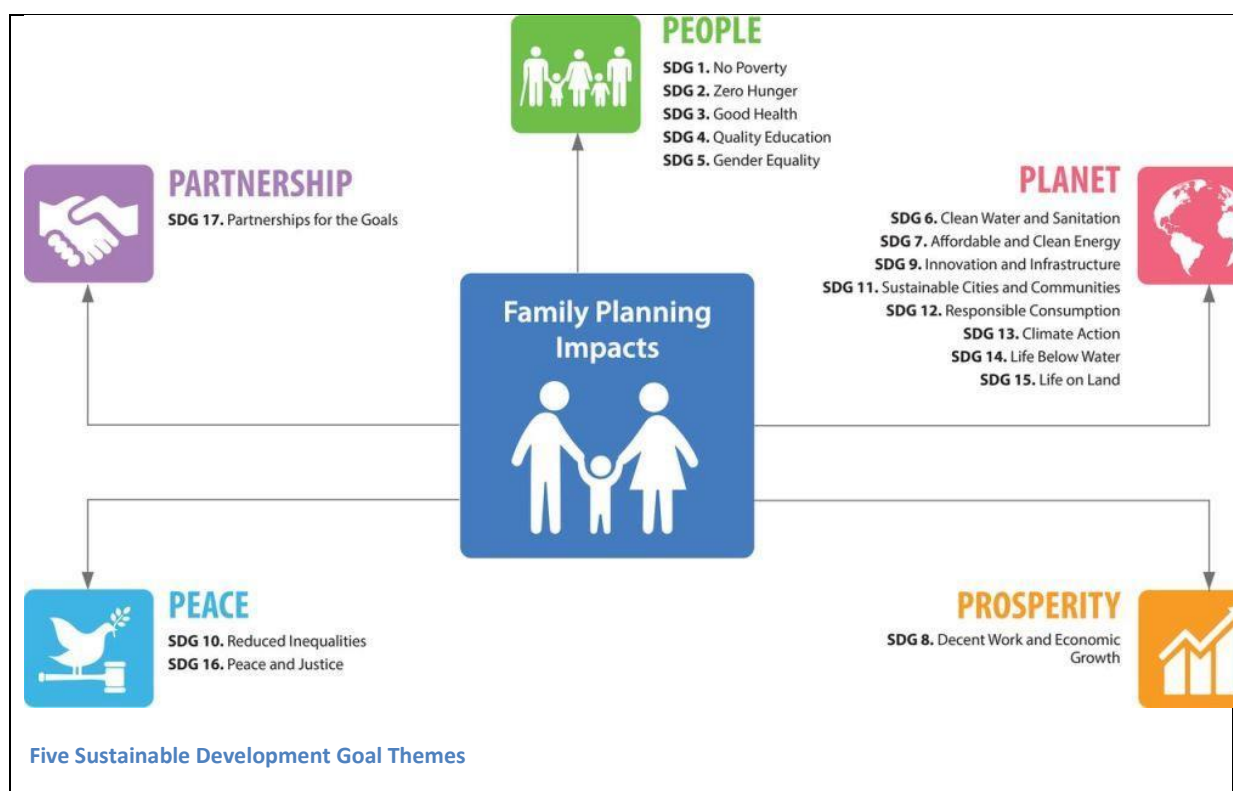 PEOPLE
SDG 1. No Poverty
SDG 2. Zero Hunger
SDG 3. Good Health
SDG 4. Quality Education
SDG 5. Gender Equality
PARTNERSHIP
SDG 17. Partnerships for the Goals
PLANET
SDG 6. Clean Water and Sanitation
SDG 7. Affordable and Clean Energy
SDG 9. Innovation and Infrastructure
SDG 11. Sustainable Cities and Communities
SDG 12. Responsible Consumption
SDG 13. Climate Action
SDG 14. Life Below Water
SDG 15. Life on Land
Family Planning
Impacts
PEACE
SDG 10. Reduced Inequalities
SDG 16. Peace and Justice
PROSPERITY
SDG 8. Decent Work and Economic
Growth
Five Sustainable Development Goal Themes